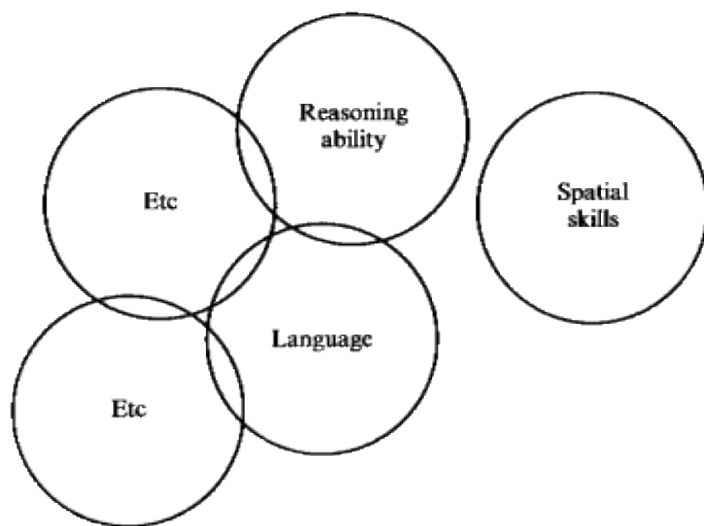 Reasoning
ability
Etc
Spatial
skills
Language
Etc